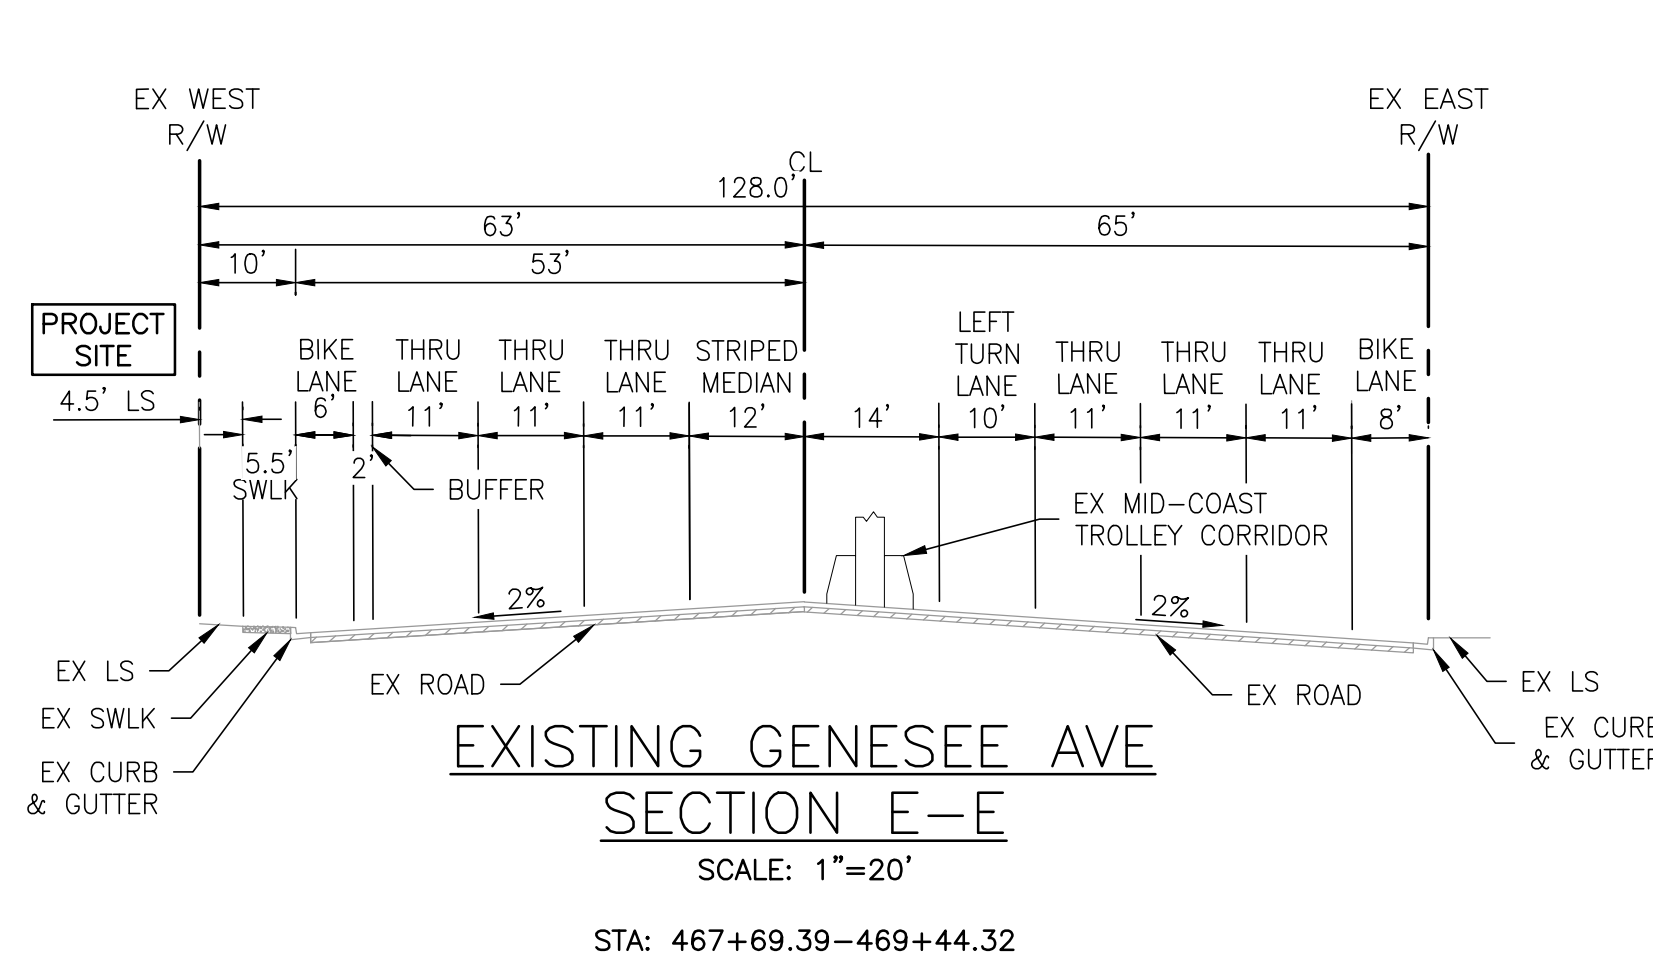 EX WEST
R/W
EX EAST
R/W
CL
128.0'
63'
65'
10'
53'
PROJECT
SITE
4.5' LS
5.5'
SWLK
BIKE
LANE
6'
2'
BUFFER
THRU
LANE
11'
THRU
LANE
11'
THRU
LANE
11'
STRIPED
MEDIAN
12'
14'
LEFT
TURN
LANE
10'
THRU
LANE
11'
THRU
LANE
11'
THRU
LANE
11'
BIKE
LANE
8'
EX MID-COAST
TROLLEY CORRIDOR
2%
2%
EX LS
EX SWLK
EX CURB
& GUTTER
EX ROAD
EX ROAD
EX LS
EX CURB
& GUTTER
EXISTING GENESEE AVE
SECTION E-E
SCALE: 1"=20'
STA: 467+69.39-469+44.32